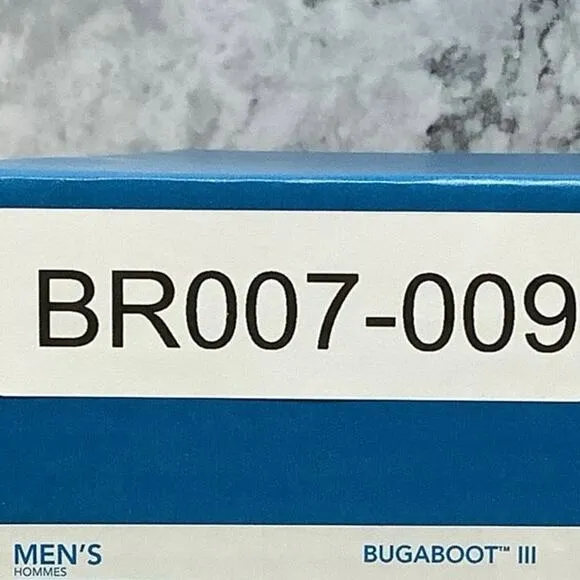 BR007-009
MEN'S
HOMMES
BUGABOOT™ III